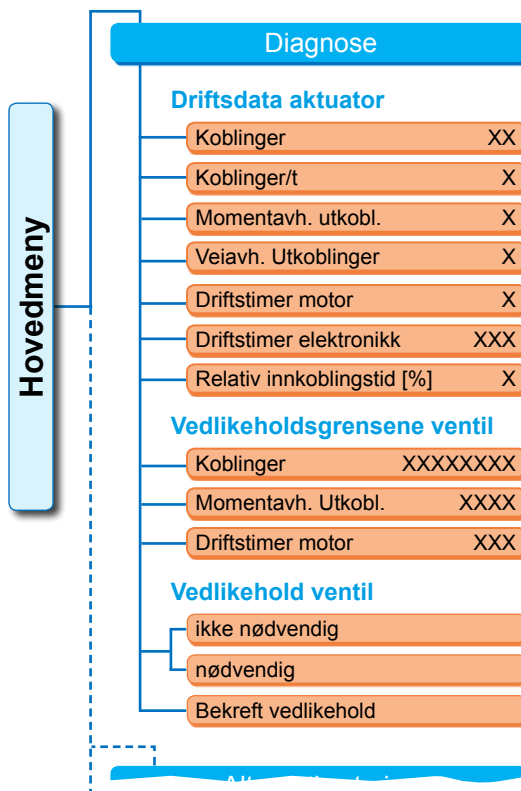 Hovedmeny
Diagnose
Driftsdata aktuator
Koblinger XX
Koblinger/t X
Momentavh. utkobl. X
Veiavh. Utkoblinger X
Driftstimer motor X
Driftstimer elektronikk XXX
Relativ innkoblingstid [%] X
Vedlikeholdsgrensene ventil
Koblinger XXXXXXXX
Momentavh. Utkobl. XXXX
Driftstimer motor XXX
Vedlikehold ventil
ikke nødvendig
nødvendig
Bekreft vedlikehold